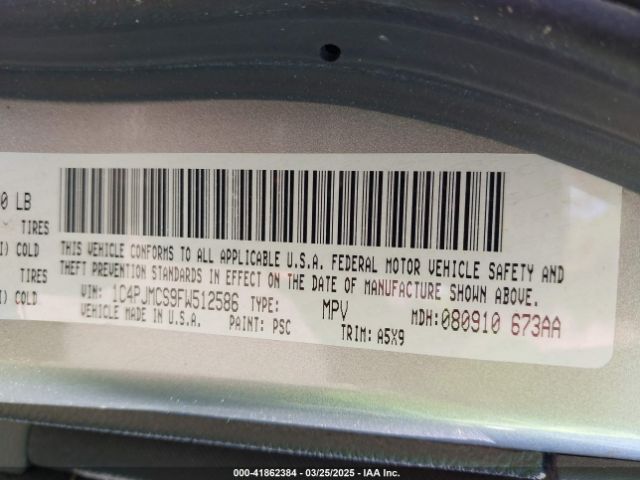 0 LB
TIRES
I) COLD
TIRES
I) COLD
THIS VEHICLE CONFORMS TO ALL APPLICABLE U.S.A. FEDERAL MOTOR VEHICLE SAFETY AND
THEFT PREVENTION STANDARDS IN EFFECT ON THE DATE OF MANUFACTURE SHOWN ABOVE.
VIN: 1C4PJMCS9FW512586 TYPE: MPV MDH:080910 673AA
VEHICLE MADE IN U.S.A. PAINT: PSC TRIM: A5X9
000-41862384 — 03/25/2025 — IAA Inc.